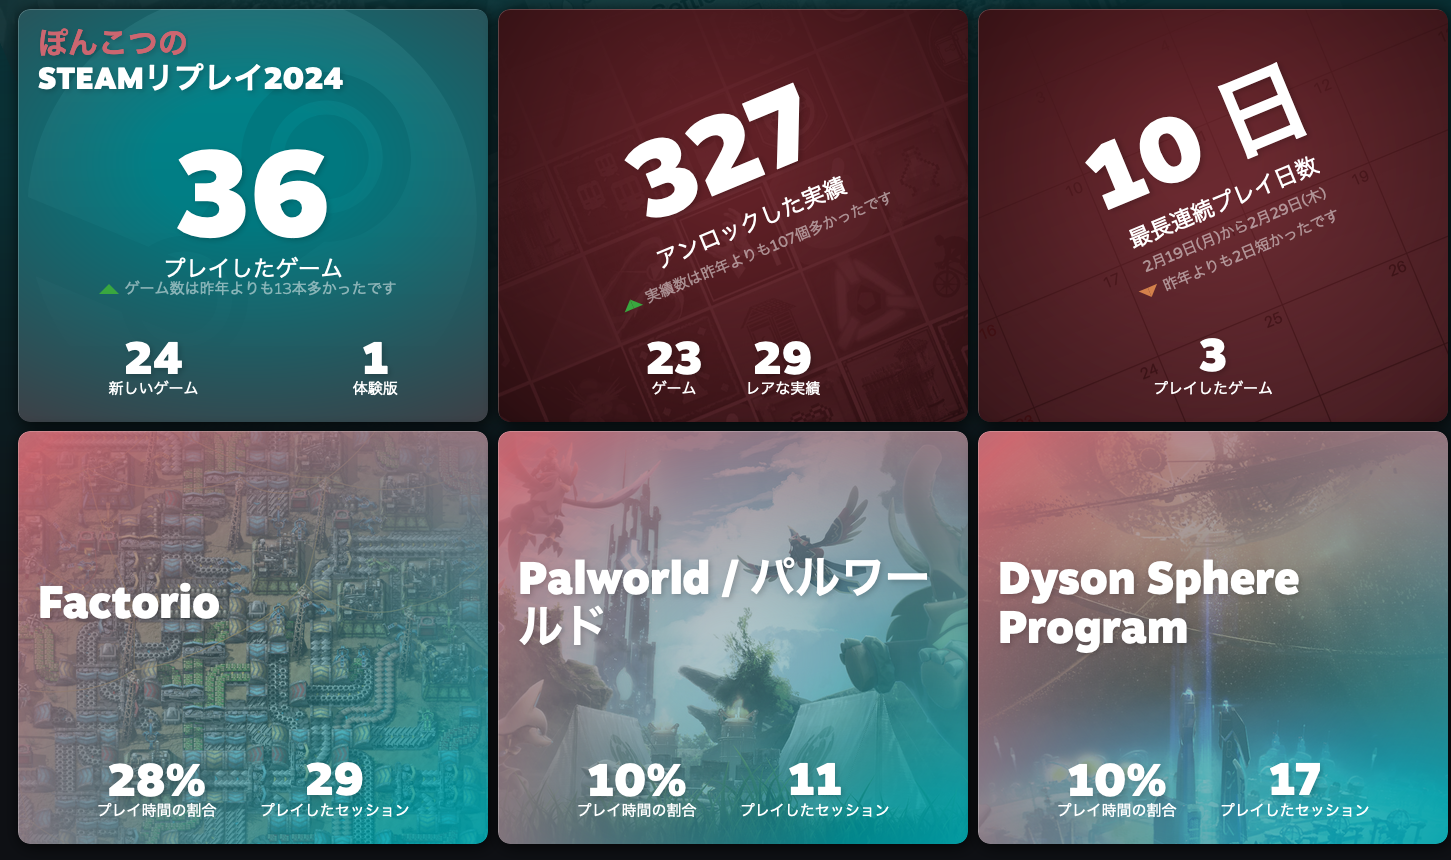 ぽんこつの
STEAMリプレイ2024
36
プレイしたゲーム
ゲーム数は昨年よりも13本多かったです
24
新しいゲーム
1
体験版
327
アンロックした実績
実績数は昨年よりも107個多かったです
23
ゲーム
29
レアな実績
10 日
最長連続プレイ日数
2月19日(月)から2月29日(木)
昨年よりも2日短かったです
3
プレイしたゲーム
10
12
17
19
16
24
25
26
Factorio
28%
プレイ時間の割合
29
プレイしたセッション
Palworld / パルワー
ルド
10%
プレイ時間の割合
11
プレイしたセッション
Dyson Sphere
Program
10%
プレイ時間の割合
17
プレイしたセッション